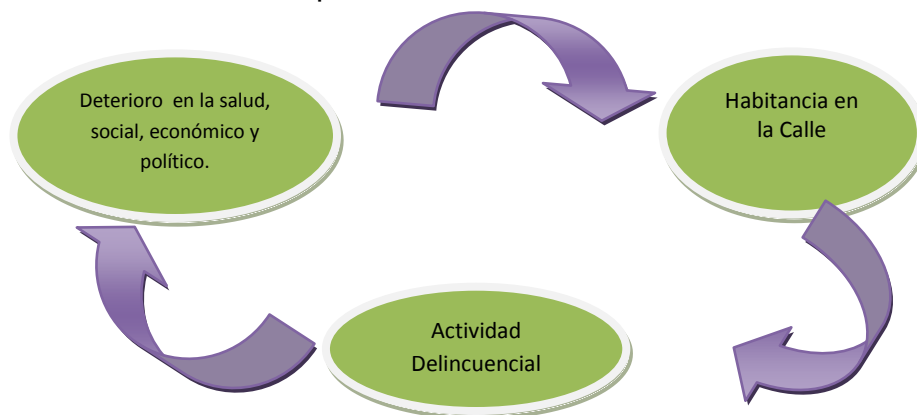 Deterioro en la salud,
social, económico y
político.
Habitancia en
la Calle
Actividad
Delincuencial